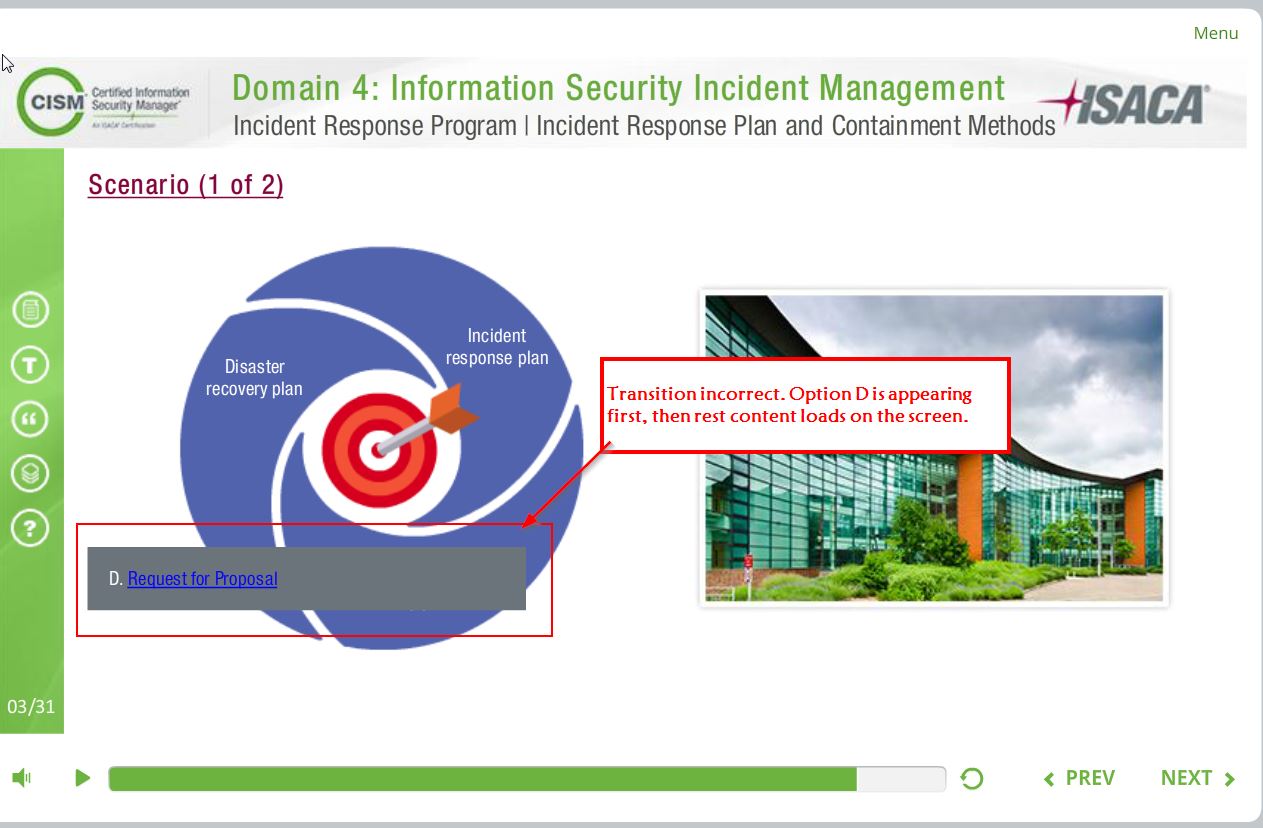 Menu
CISM
Certified Information
Security Manager®
An ISACA® Certification
Domain 4: Information Security Incident Management
Incident Response Program | Incident Response Plan and Containment Methods
ISACA®
Scenario (1 of 2)
Incident
response plan
Disaster
recovery plan
Transition incorrect. Option D is appearing
first, then rest content loads on the screen.
D. Request for Proposal
03/31
PREV
NEXT